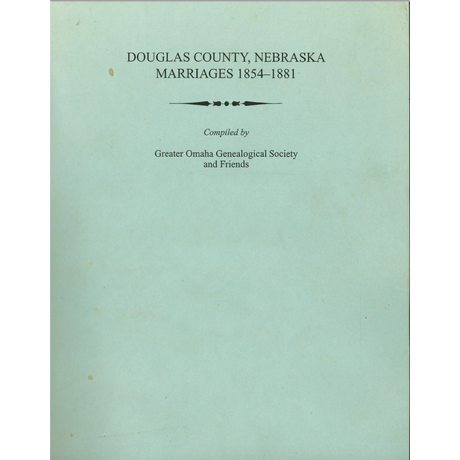 DOUGLAS COUNTY, NEBRASKA
MARRIAGES 1854–1881
Compiled by
Greater Omaha Genealogical Society
and Friends